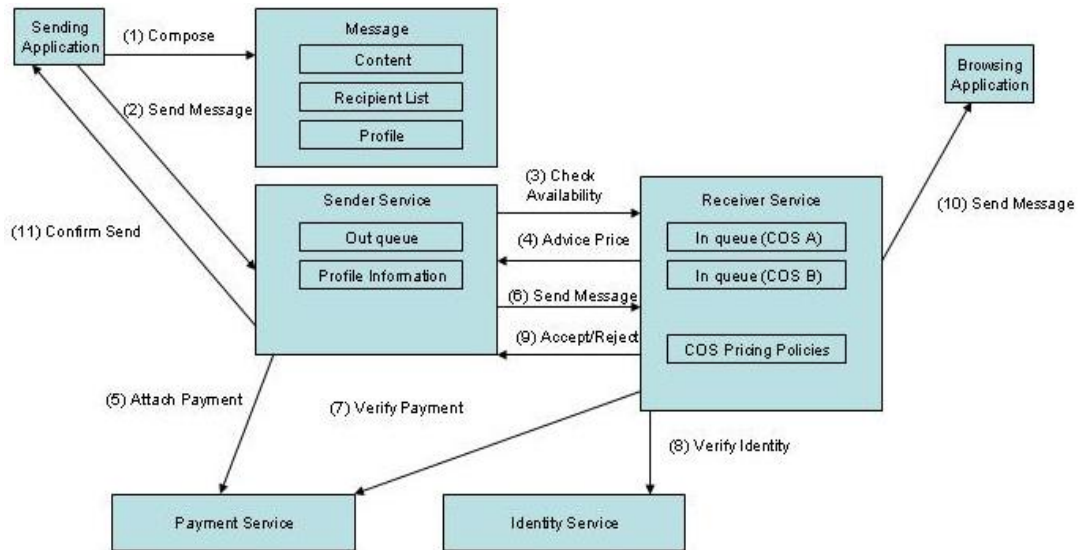 Sending
Application
(1) Compose
Message
Content
Recipient List
Profile
Browsing
Application
(2) Send Message
Sender Service
Out queue
Profile Information
(3) Check
Availability
Receiver Service
In queue (COS A)
In queue (COS B)
COS Pricing Policies
(10) Send Message
(11) Confirm Send
(4) Advice Price
(6) Send Message
(9) Accept/Reject
(5) Attach Payment
(7) Verify Payment
(8) Verify Identity
Payment Service
Identity Service